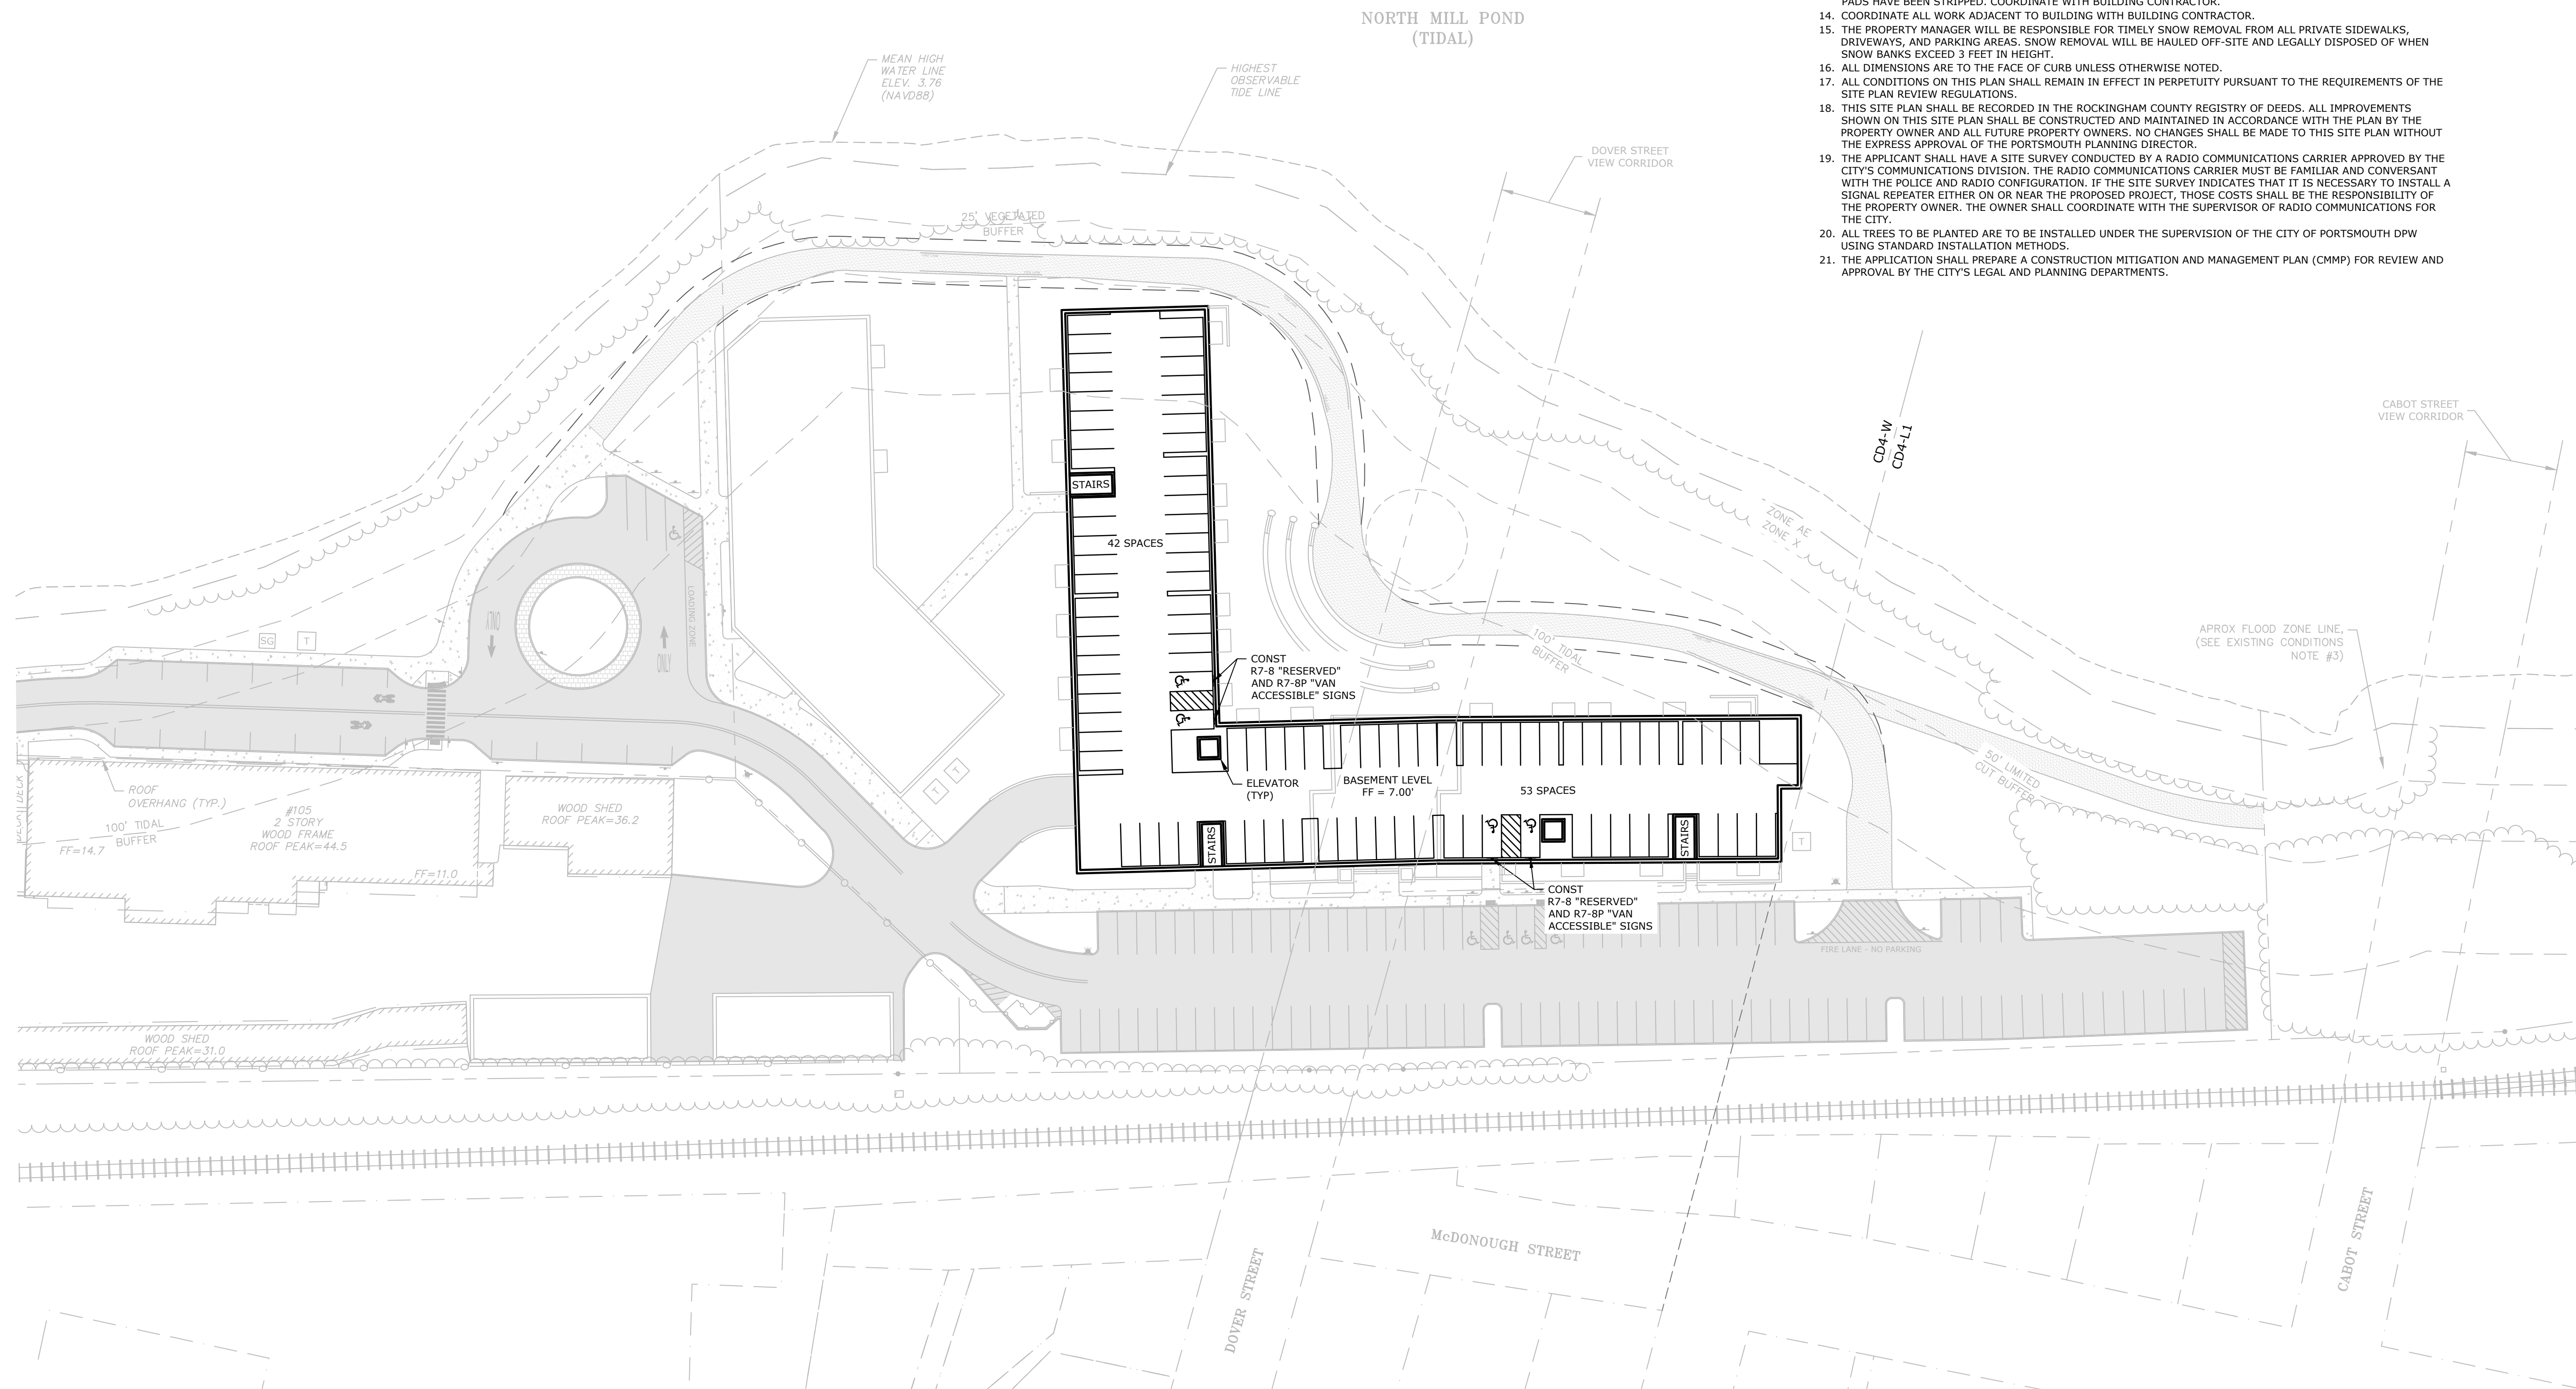 NORTH MILL POND
(TIDAL)
PADS HAVE BEEN STRIPPED. COORDINATE WITH BUILDING CONTRACTOR.
14. COORDINATE ALL WORK ADJACENT TO BUILDING WITH BUILDING CONTRACTOR.
15. THE PROPERTY MANAGER WILL BE RESPONSIBLE FOR TIMELY SNOW REMOVAL FROM ALL PRIVATE SIDEWALKS,
DRIVEWAYS, AND PARKING AREAS. SNOW REMOVAL WILL BE HAULED OFF-SITE AND LEGALLY DISPOSED OF WHEN
SNOW BANKS EXCEED 3 FEET IN HEIGHT.
16. ALL DIMENSIONS ARE TO THE FACE OF CURB UNLESS OTHERWISE NOTED.
17. ALL CONDITIONS ON THIS PLAN SHALL REMAIN IN EFFECT IN PERPETUITY PURSUANT TO THE REQUIREMENTS OF THE
SITE PLAN REVIEW REGULATIONS.
18. THIS SITE PLAN SHALL BE RECORDED IN THE ROCKINGHAM COUNTY REGISTRY OF DEEDS. ALL IMPROVEMENTS
SHOWN ON THIS SITE PLAN SHALL BE CONSTRUCTED AND MAINTAINED IN ACCORDANCE WITH THE PLAN BY THE
PROPERTY OWNER AND ALL FUTURE PROPERTY OWNERS. NO CHANGES SHALL BE MADE TO THIS SITE PLAN WITHOUT
THE EXPRESS APPROVAL OF THE PORTSMOUTH PLANNING DIRECTOR.
19. THE APPLICANT SHALL HAVE A SITE SURVEY CONDUCTED BY A RADIO COMMUNICATIONS CARRIER APPROVED BY THE
CITY'S COMMUNICATIONS DIVISION. THE RADIO COMMUNICATIONS CARRIER MUST BE FAMILIAR AND CONVERSANT
WITH THE POLICE AND RADIO CONFIGURATION. IF THE SITE SURVEY INDICATES THAT IT IS NECESSARY TO INSTALL A
SIGNAL REPEATER EITHER ON OR NEAR THE PROPOSED PROJECT, THOSE COSTS SHALL BE THE RESPONSIBILITY OF
THE PROPERTY OWNER. THE OWNER SHALL COORDINATE WITH THE SUPERVISOR OF RADIO COMMUNICATIONS FOR
THE CITY.
20. ALL TREES TO BE PLANTED ARE TO BE INSTALLED UNDER THE SUPERVISION OF THE CITY OF PORTSMOUTH DPW
USING STANDARD INSTALLATION METHODS.
21. THE APPLICATION SHALL PREPARE A CONSTRUCTION MITIGATION AND MANAGEMENT PLAN (CMMP) FOR REVIEW AND
APPROVAL BY THE CITY'S LEGAL AND PLANNING DEPARTMENTS.
MEAN HIGH
WATER LINE
ELEV. 3.76
(NAVD88)
HIGHEST
OBSERVABLE
TIDE LINE
DOVER STREET
VIEW CORRIDOR
25' VEGETATED
BUFFER
CABOT STREET
VIEW CORRIDOR
CD4-W
CD4-L1
STAIRS
42 SPACES
ZONE AE
ZONE X
LOADING ZONE
ONLY
ONLY
SG
T
100' TIDAL
BUFFER
APROX FLOOD ZONE LINE,
(SEE EXISTING CONDITIONS
NOTE #3)
CONST
R7-8 "RESERVED"
AND R7-8P "VAN
ACCESSIBLE" SIGNS
T
T
ELEVATOR
(TYP)
BASEMENT LEVEL
FF = 7.00'
53 SPACES
50' LIMITED
CUT BUFFER
DECK
DECK
ROOF
OVERHANG (TYP.)
#105
2 STORY
WOOD FRAME
ROOF PEAK=44.5
100' TIDAL
BUFFER
FF=14.7
FF=11.0
WOOD SHED
ROOF PEAK=36.2
STAIRS
STAIRS
T
CONST
R7-8 "RESERVED"
AND R7-8P "VAN
ACCESSIBLE" SIGNS
FIRE LANE - NO PARKING
WOOD SHED
ROOF PEAK=31.0
McDONOUGH STREET
DOVER STREET
CABOT STREET